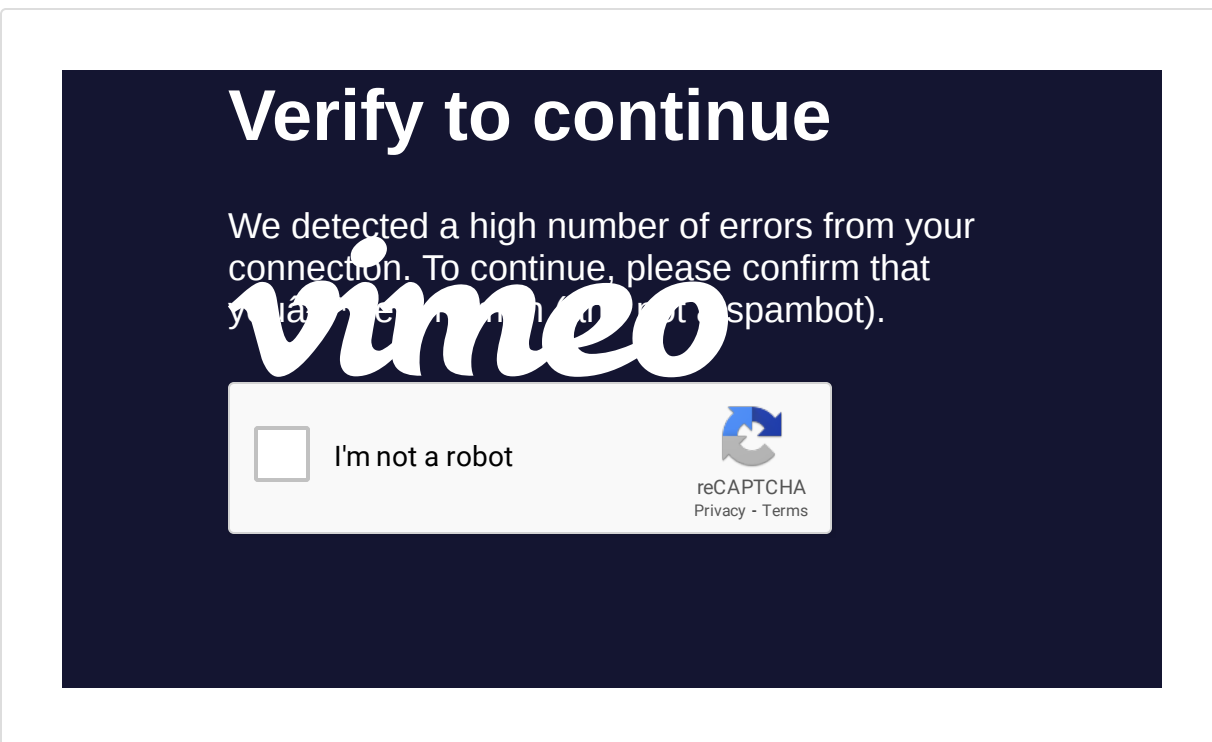 Verify to continue
We detected a high number of errors from your
connection. To continue, please confirm that
not a spambot).
vimeo
I'm not a robot
reCAPTCHA
Privacy - Terms